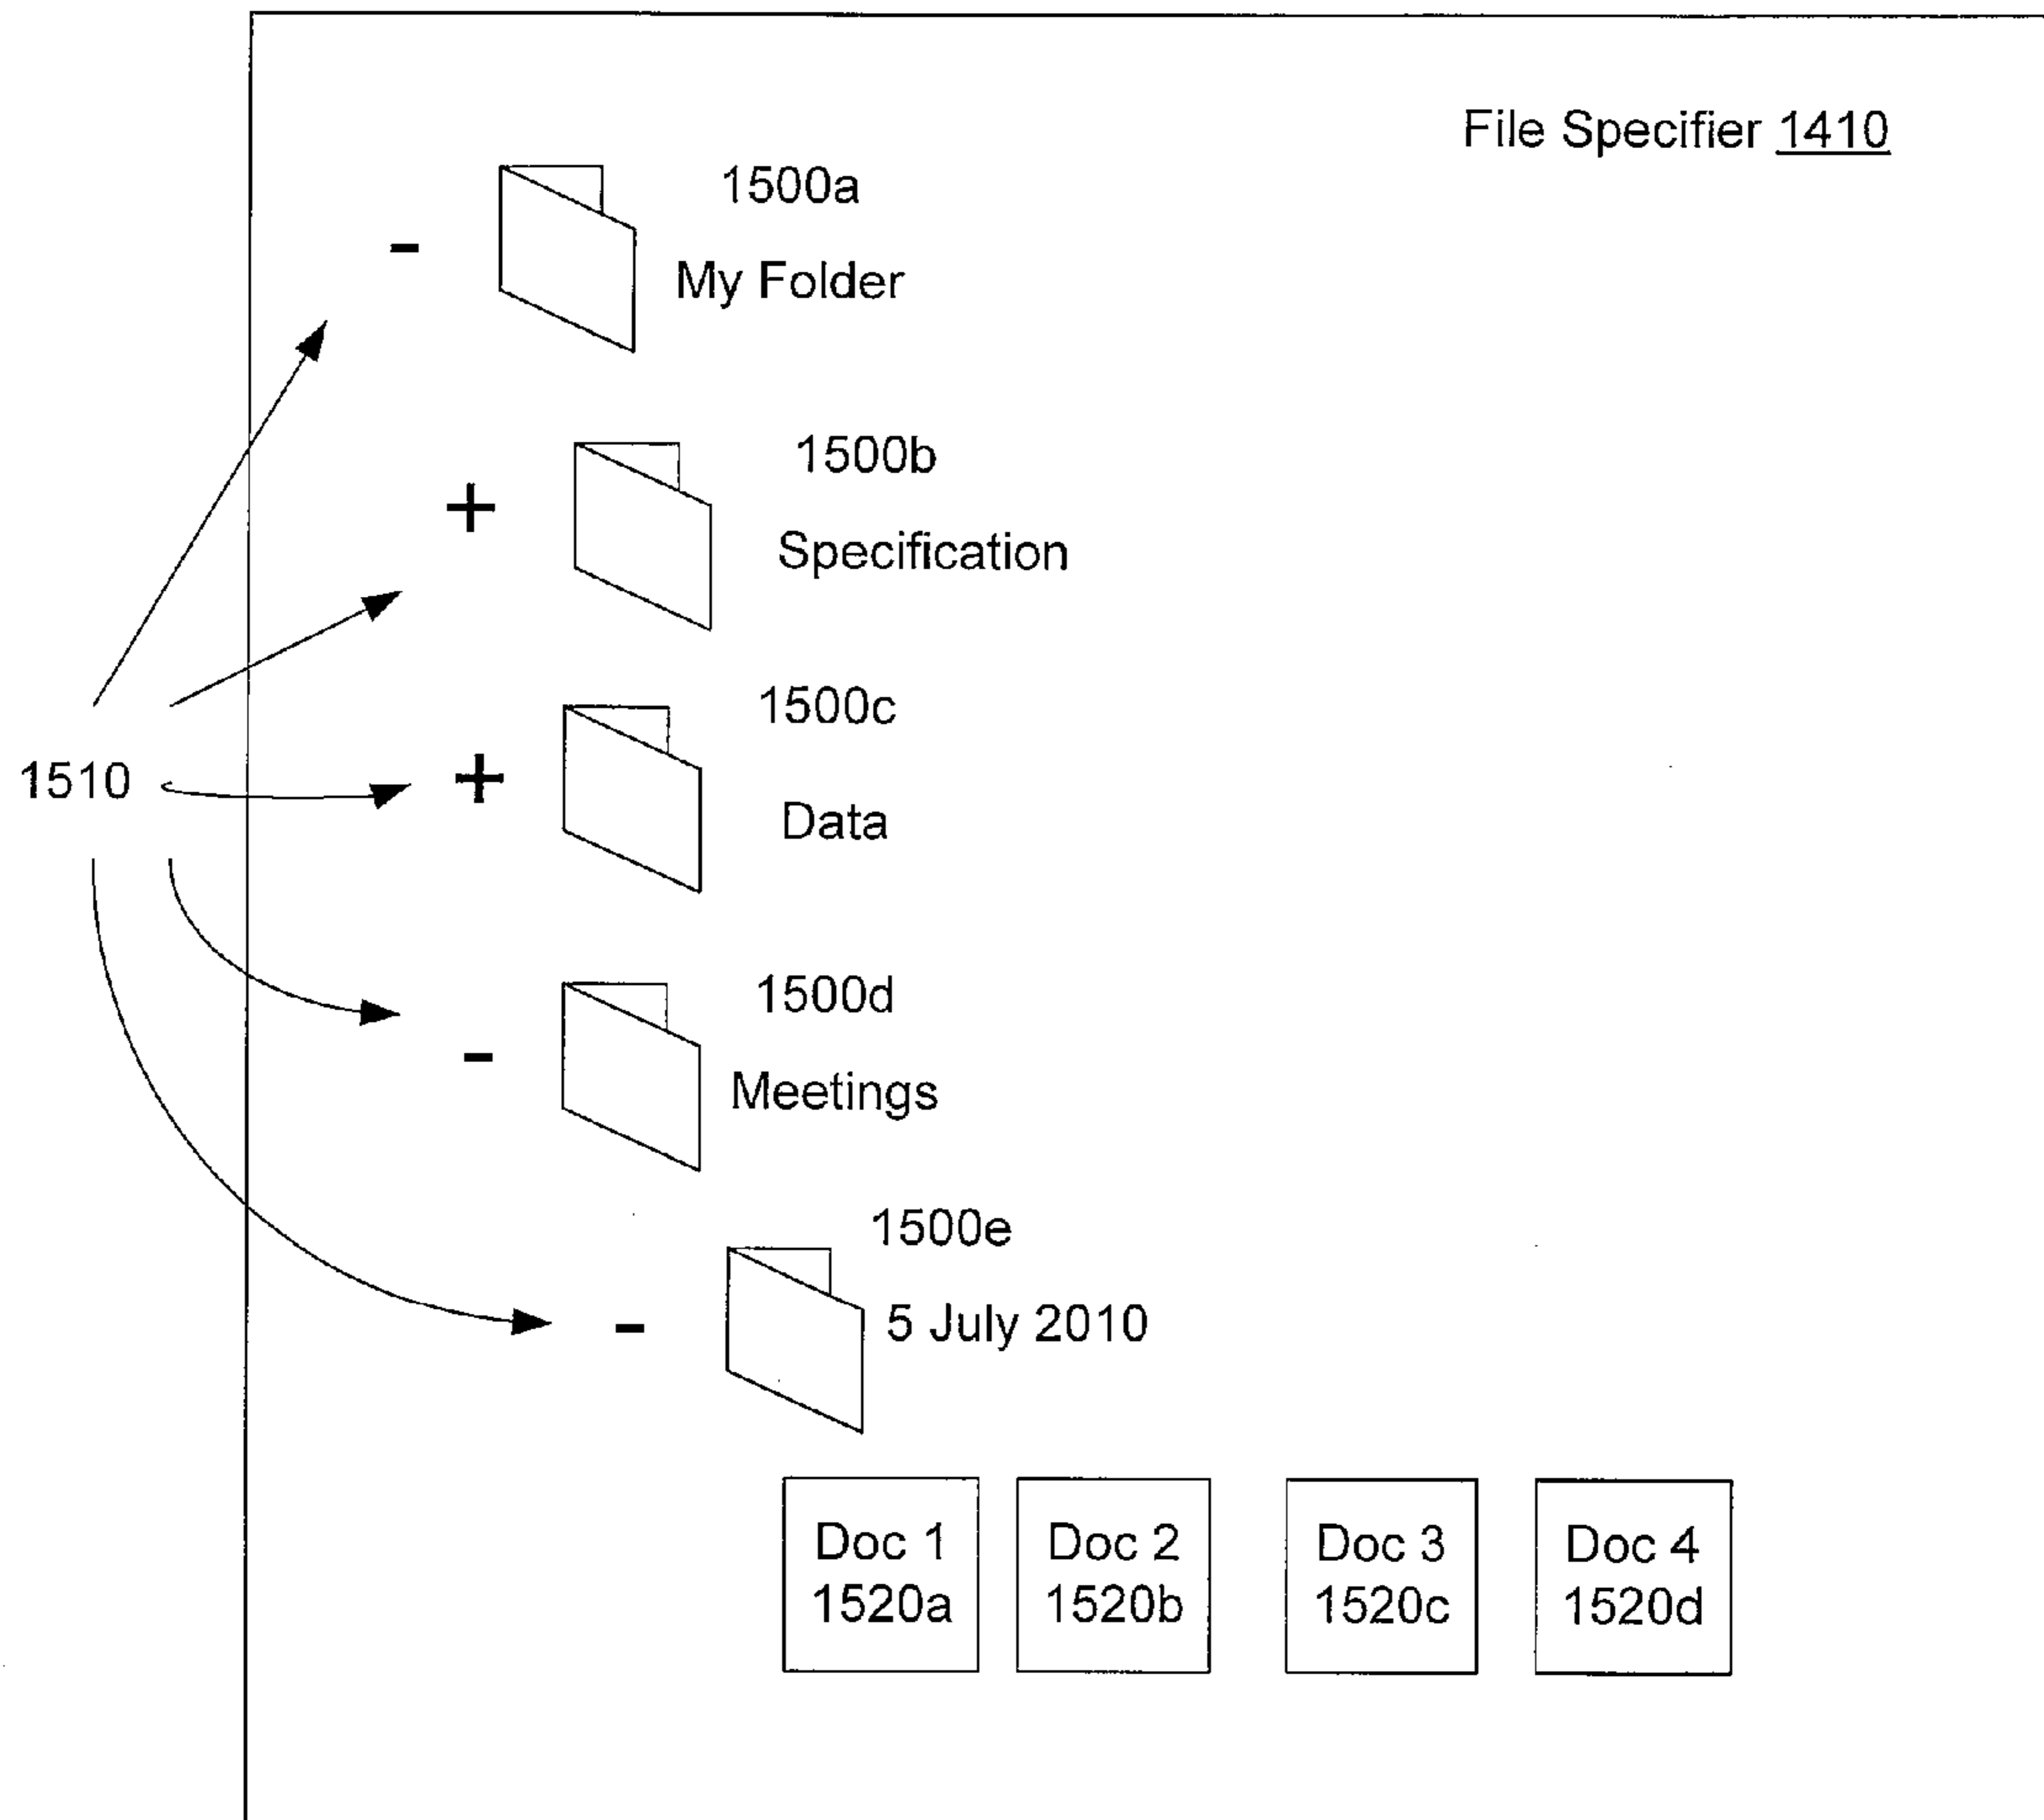 File Specifier 1410
1500a
-
My Folder
1500b
+
Specification
1500c
1510
+
Data
1500d
-
Meetings
1500e
-
5 July 2010
Doc 1
1520a
Doc 2
1520b
Doc 3
1520c
Doc 4
1520d